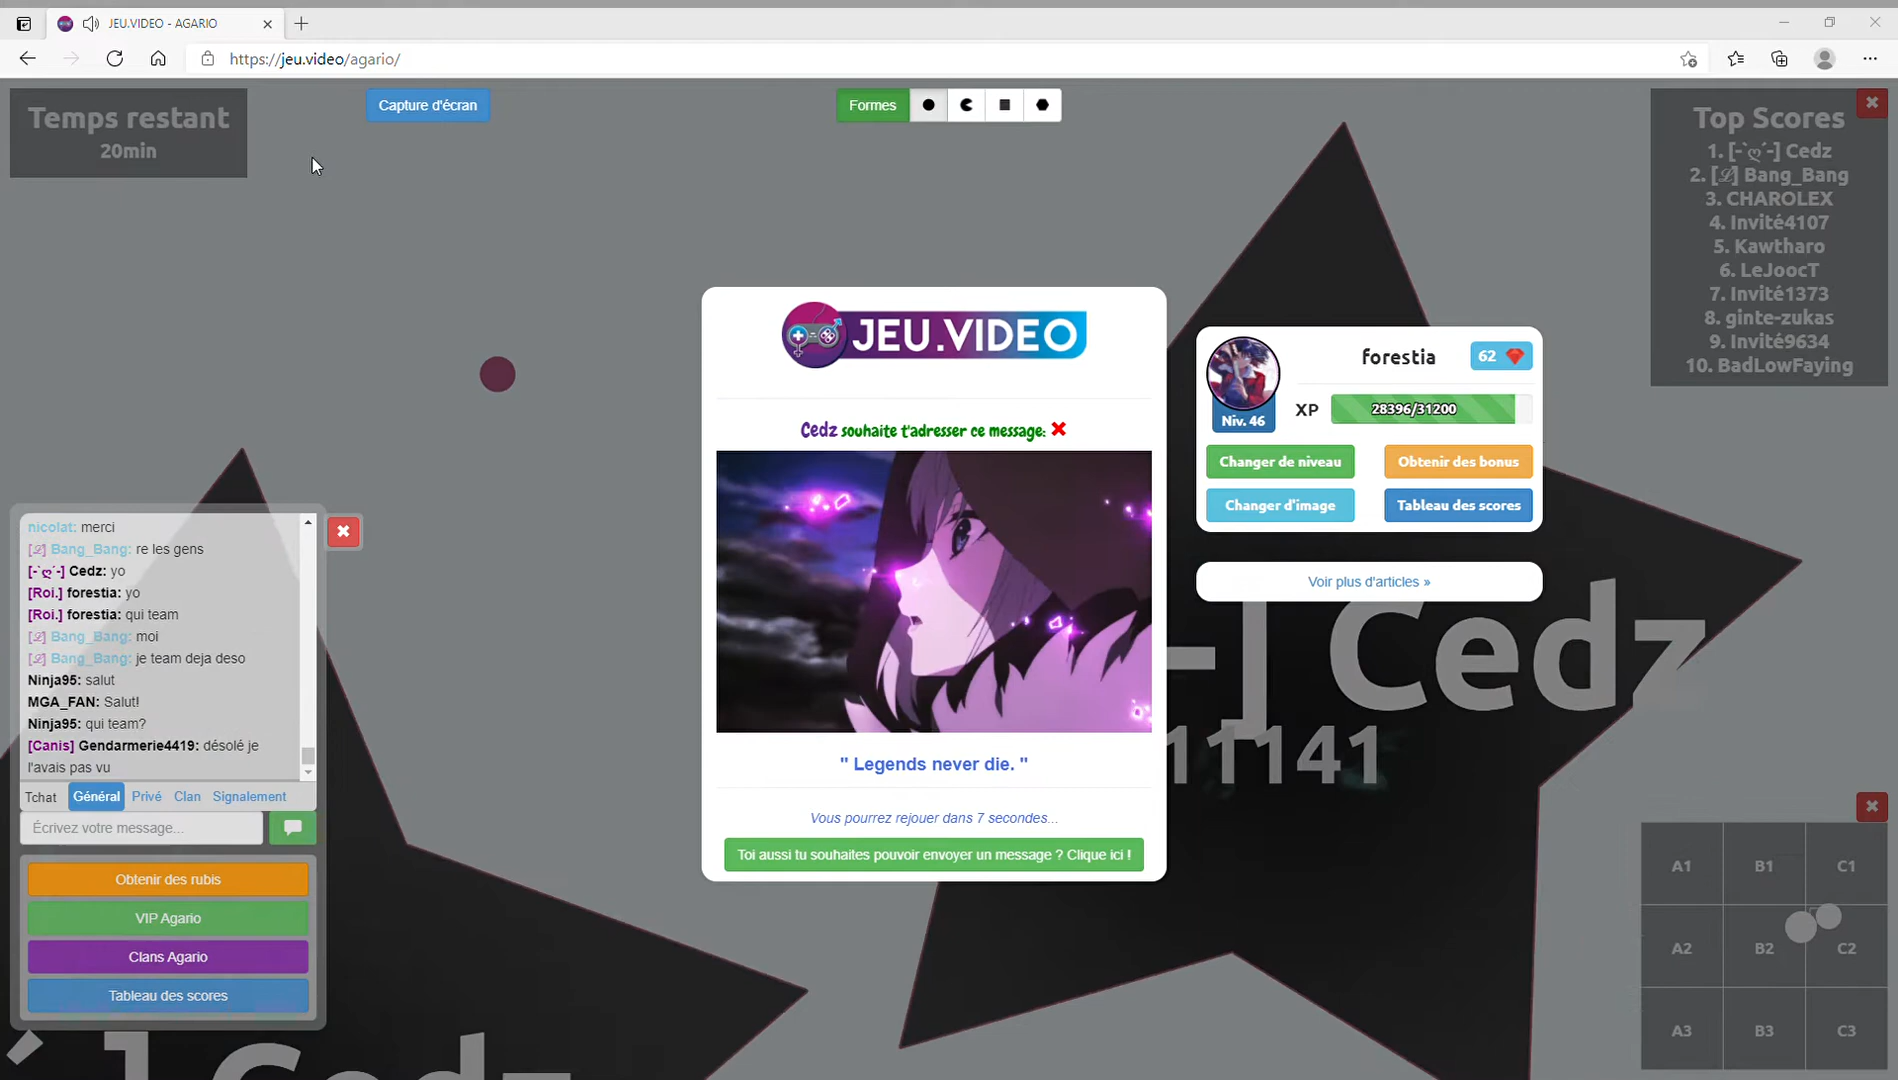 JEU.VIDEO - AGARIO
https://jeu.video/agario/
Temps restant
20min
Capture d'écran
Formes
Top Scores
1. [-`ღ´-] Cedz
2. [ℒ] Bang_Bang
3. CHAROLEX
4. Invité4107
5. Kawtharo
6. LeJoocT
7. Invité1373
8. ginte-zukas
9. Invité9634
10. BadLowFaying
JEU.VIDEO
Cedz souhaite t'adresser ce message:
" Legends never die. "
Vous pourrez rejouer dans 7 secondes...
Toi aussi tu souhaites pouvoir envoyer un message ? Clique ici !
forestia
62
Niv. 46
XP
28396/31200
Changer de niveau
Obtenir des bonus
Changer d'image
Tableau des scores
Voir plus d'articles »
-] Cedz
11141
nicolat: merci
[ℒ] Bang_Bang: re les gens
[-`ღ´-] Cedz: yo
[Roi.] forestia: yo
[Roi.] forestia: qui team
[ℒ] Bang_Bang: moi
[ℒ] Bang_Bang: je team deja deso
Ninja95: salut
MGA_FAN: Salut!
Ninja95: qui team?
[Canis] Gendarmerie4419: désolé je
l'avais pas vu
Tchat Général Privé Clan Signalement
Écrivez votre message...
Obtenir des rubis
VIP Agario
Clans Agario
Tableau des scores
´-] Cedz
A1 B1 C1
A2 B2 C2
A3 B3 C3